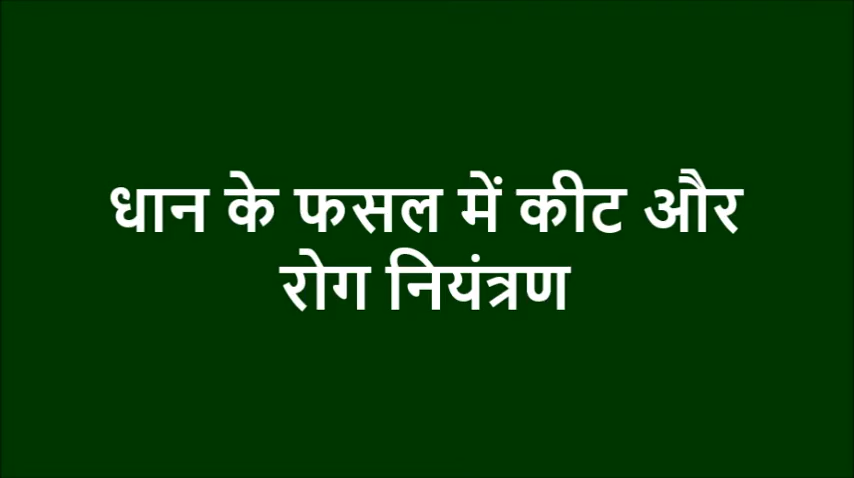 धान के फसल में कीट और
रोग नियंत्रण